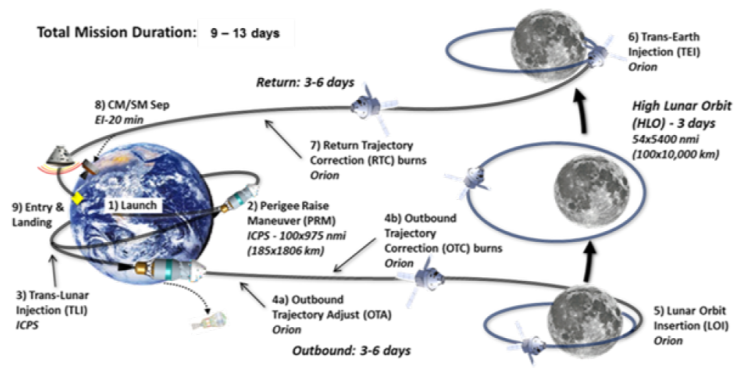 Total Mission Duration: 9 – 13 days
6) Trans-Earth
Injection (TEI)
Orion
Return: 3-6 days
8) CM/SM Sep
EI-20 min
High Lunar Orbit
(HLO) - 3 days
54x5400 nmi
(100x10,000 km)
7) Return Trajectory
Correction (RTC) burns
Orion
9) Entry &
Landing
1) Launch
2) Perigee Raise
Maneuver (PRM)
ICPS - 100x975 nmi
(185x1806 km)
4b) Outbound
Trajectory
Correction (OTC) burns
Orion
3) Trans-Lunar
Injection (TLI)
ICPS
4a) Outbound
Trajectory Adjust (OTA)
Orion
5) Lunar Orbit
Insertion (LOI)
Orion
Outbound: 3-6 days